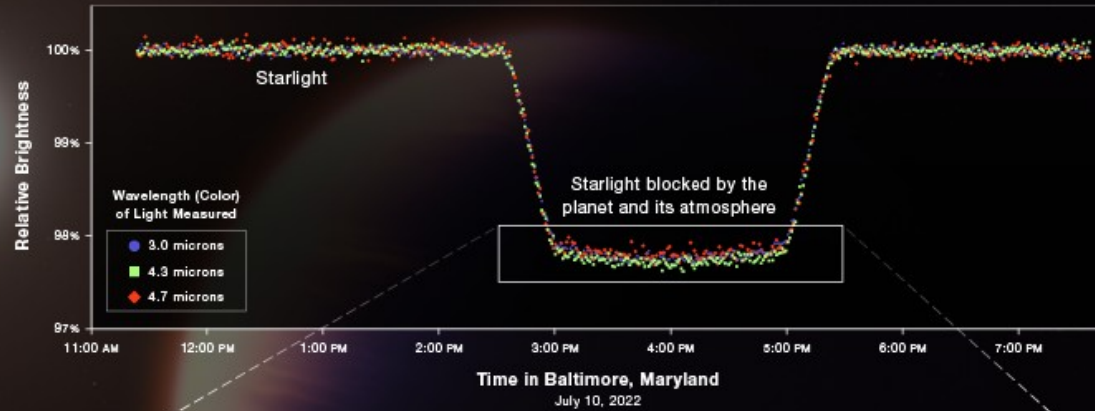 Relative Brightness
100%
99%
98%
97%
Starlight
Starlight blocked by the
planet and its atmosphere
Wavelength (Color)
of Light Measured
3.0 microns
4.3 microns
4.7 microns
11:00 AM
12:00 PM
1:00 PM
2:00 PM
3:00 PM
4:00 PM
5:00 PM
6:00 PM
7:00 PM
Time in Baltimore, Maryland
July 10, 2022